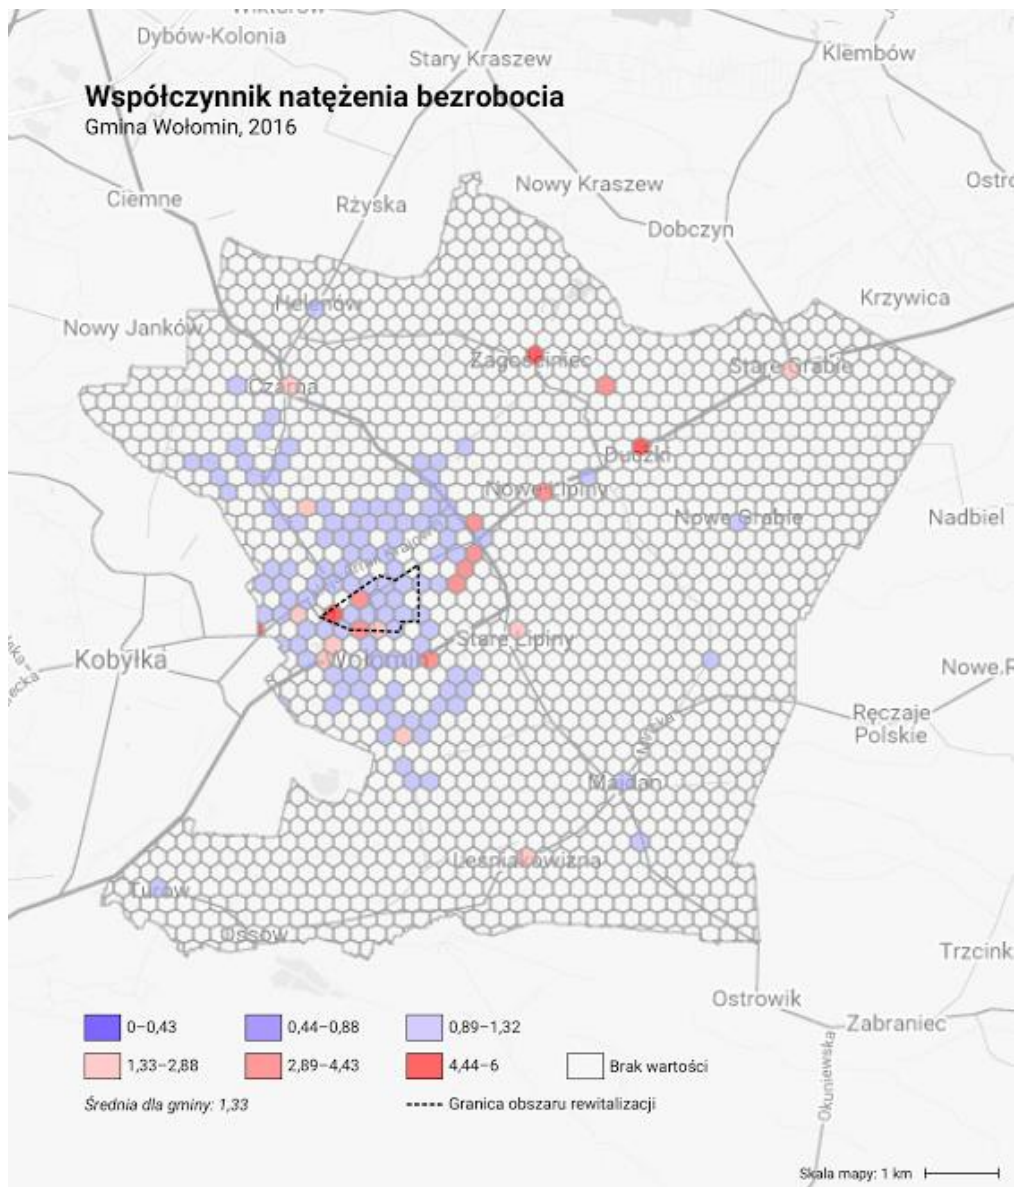 Dybów-Kolonia
Stary Kraszew
Klembów
Współczynnik natężenia bezrobocia
Gmina Wołomin, 2016
Nowy Kraszew
Ciemne
Rżyska
Dobczyn
Krzywica
Helenów
Nowy Janków
Zagościniec
Stare Grabie
Czarna
Duczki
Nowe Lipiny
Nowe Grabie
Nadbiel
Stare Lipiny
Kobyłka
Wołomin
Ręczaje
Polskie
Majdan
Leśniakowizna
Turów
Ossów
Ostrowik
Zabraniec
Okuniewska
0–0,43
0,44–0,88
0,89–1,32
1,33–2,88
2,89–4,43
4,44–6
Brak wartości
Średnia dla gminy: 1,33
Granica obszaru rewitalizacji
Skala mapy: 1 km